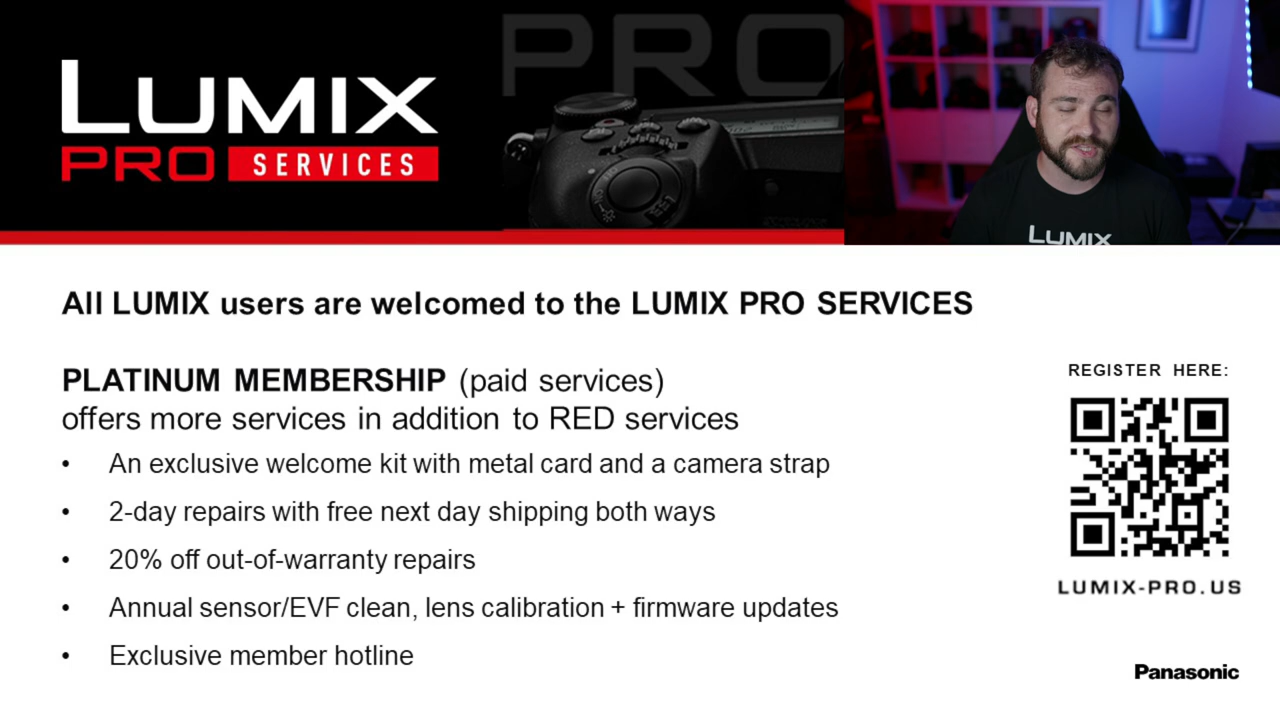 PRO
LUMIX
PRO SERVICES
LUMIX
All LUMIX users are welcomed to the LUMIX PRO SERVICES
PLATINUM MEMBERSHIP (paid services)
offers more services in addition to RED services
• An exclusive welcome kit with metal card and a camera strap
• 2-day repairs with free next day shipping both ways
• 20% off out-of-warranty repairs
• Annual sensor/EVF clean, lens calibration + firmware updates
• Exclusive member hotline
REGISTER HERE:
LUMIX-PRO.US
Panasonic